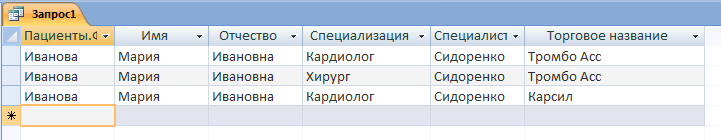 Запрос1
Пациенты.Ф Имя Отчество Специализация Специалист Торговое название
Иванова Мария Ивановна Кардиолог Сидоренко Тромбо Асс
Иванова Мария Ивановна Хирург Сидоренко Тромбо Асс
Иванова Мария Ивановна Кардиолог Сидоренко Карсил